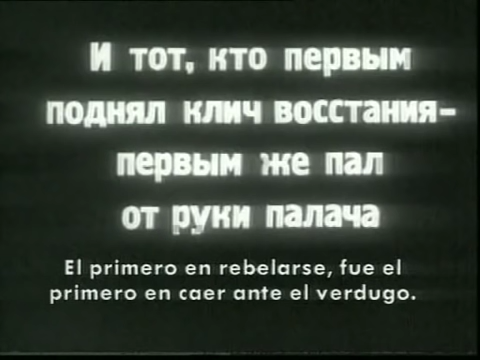 И тот, кто первым
поднял клич восстания-
первым же пал
от руки палача
El primero en rebelarse, fue el
primero en caer ante el verdugo.